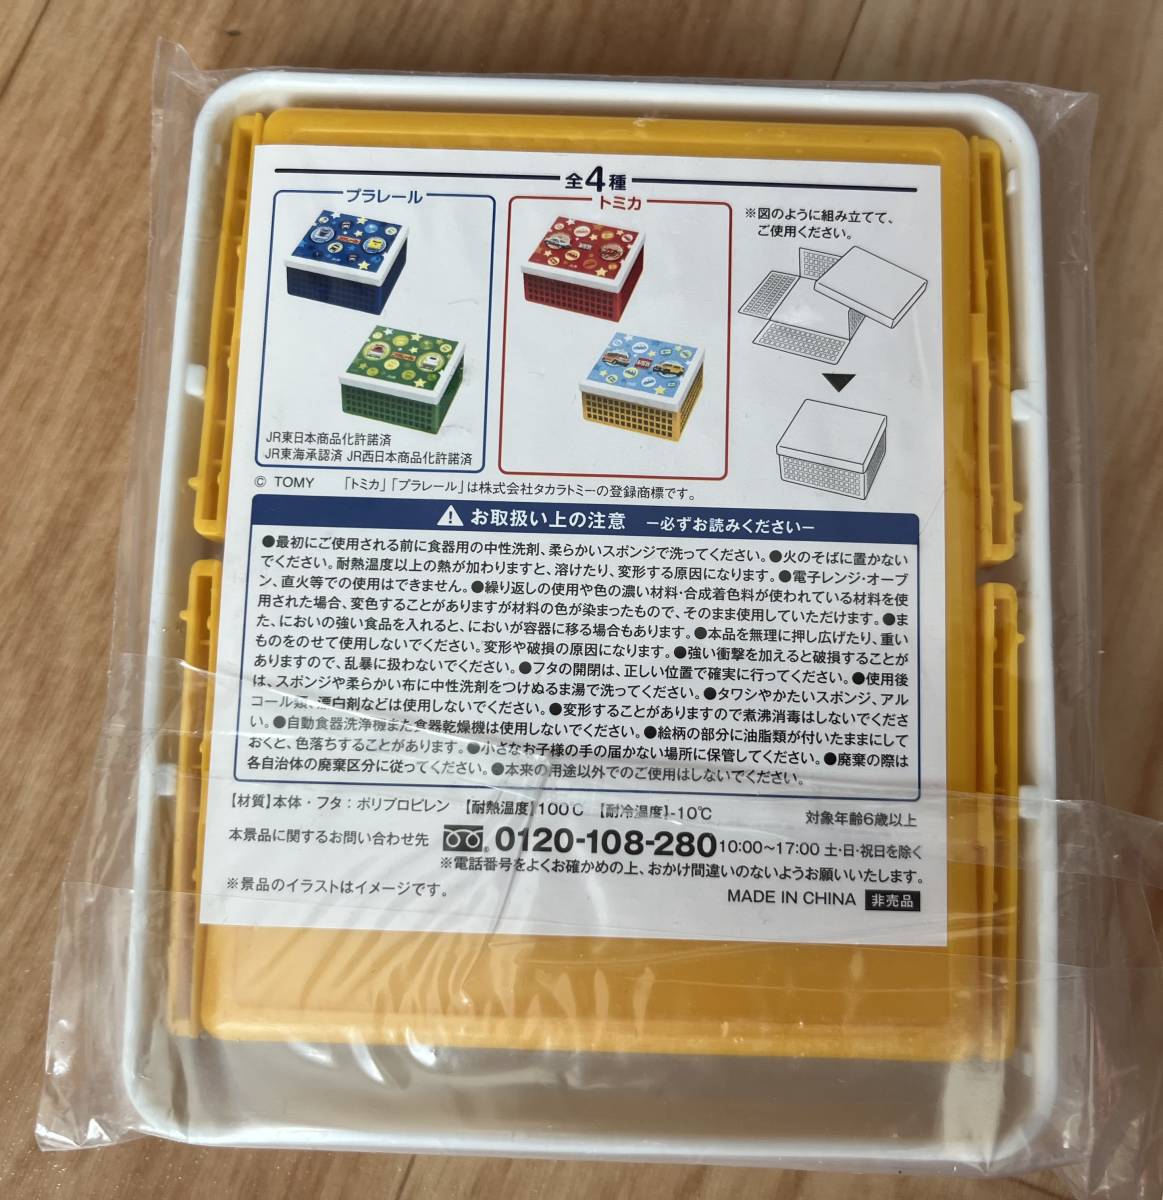 全4種
プラレール
トミカ
※図のように組み立てて、
ご使用ください。
JR東日本商品化許諾済
JR東海承認済 JR西日本商品化許諾済
© TOMY 「トミカ」「プラレール」は株式会社タカラトミーの登録商標です。
お取扱い上の注意 ―必ずお読みください―
●最初にご使用される前に食器用の中性洗剤、柔らかいスポンジで洗ってください。●火のそばに置かない
でください。耐熱温度以上の熱が加わりますと、溶けたり、変形する原因になります。●電子レンジ・オーブ
ン、直火等での使用はできません。●繰り返しの使用や色の濃い材料・合成着色料が使われている材料を使
用された場合、変色することがありますが材料の色が染まったもので、そのまま使用していただけます。●ま
た、においの強い食品を入れると、においが容器に移る場合もあります。●本品を無理に押し広げたり、重い
ものをのせて使用しないでください。変形や破損の原因になります。●強い衝撃を加えると破損することが
ありますので、乱暴に扱わないでください。●フタの開閉は、正しい位置で確実に行ってください。●使用後
は、スポンジや柔らかい布に中性洗剤をつけぬるま湯で洗ってください。●タワシやかたいスポンジ、アル
コール類、漂白剤などは使用しないでください。●変形することがありますので煮沸消毒はしないでくださ
い。●自動食器洗浄機また食器乾燥機は使用しないでください。●絵柄の部分に油脂類が付いたままにして
おくと、色落ちすることがあります。●小さなお子様の手の届かない場所に保管してください。●廃棄の際は
各自治体の廃棄区分に従ってください。●本来の用途以外でのご使用はしないでください。
【材質】本体・フタ：ポリプロピレン 【耐熱温度】100℃ 【耐冷温度】-10℃ 対象年齢6歳以上
本景品に関するお問い合わせ先 0120-108-280 10:00～17:00 土・日・祝日を除く
※電話番号をよくお確かめの上、おかけ間違いのないようお願いいたします。
※景品のイラストはイメージです。
MADE IN CHINA 非売品